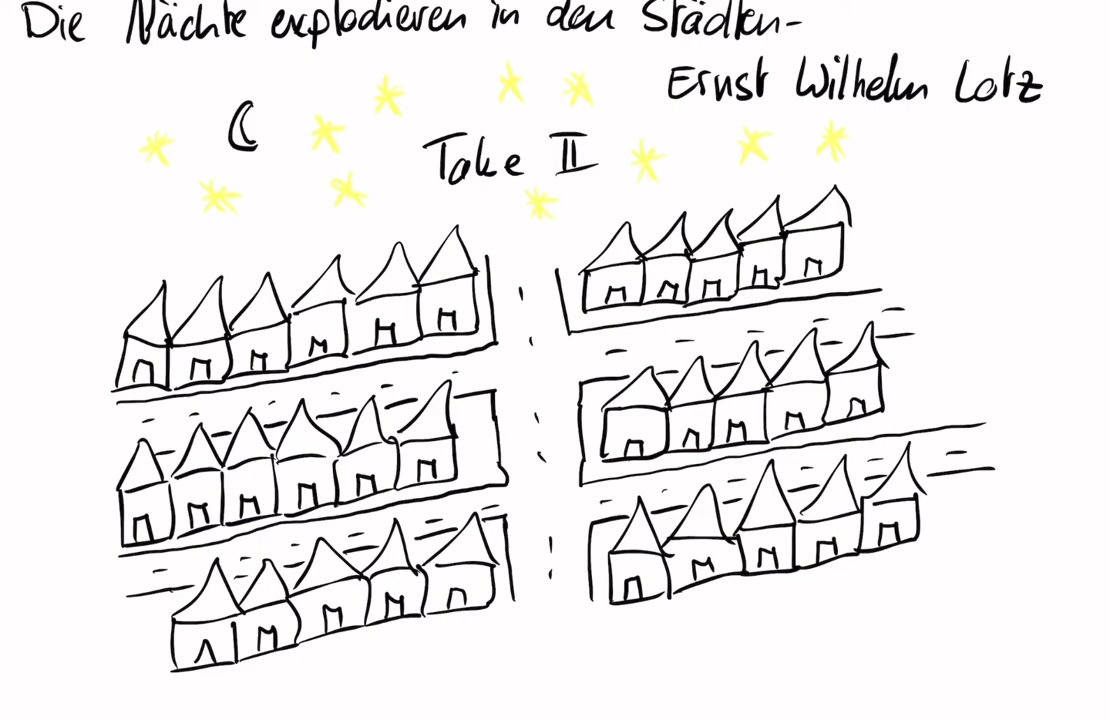 Die Nächte explodieren in den Städten-
Ernst Wilhelm Lotz
Take II